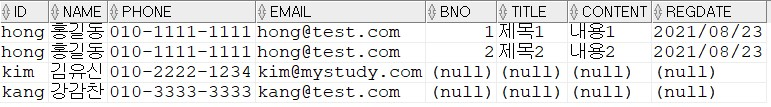 ID NAME PHONE EMAIL BNO TITLE CONTENT REGDATE
hong 홍길동 010-1111-1111 hong@test.com 1 제목1 내용1 2021/08/23
hong 홍길동 010-1111-1111 hong@test.com 2 제목2 내용2 2021/08/23
kim 김유신 010-2222-1234 kim@mystudy.com (null) (null) (null) (null)
kang 강감찬 010-3333-3333 kang@test.com (null) (null) (null) (null)